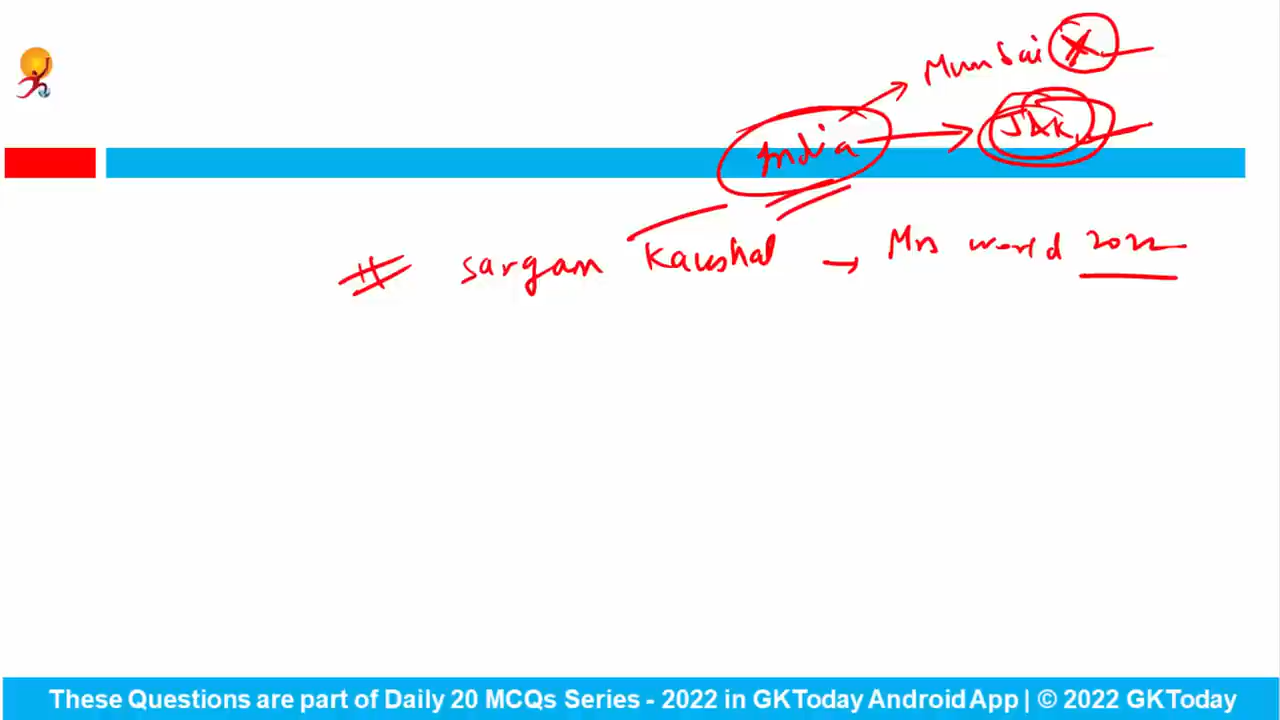 Mumbai
India → J&K
# Sargam Kaushal → Mrs world 2022
These Questions are part of Daily 20 MCQs Series - 2022 in GKToday Android App | © 2022 GKToday